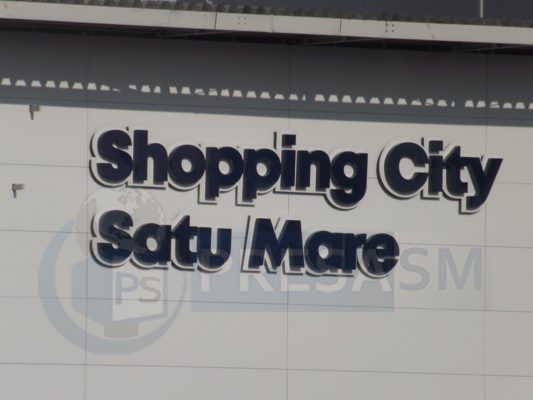 Shopping City
Satu Mare
PRESASM
PS